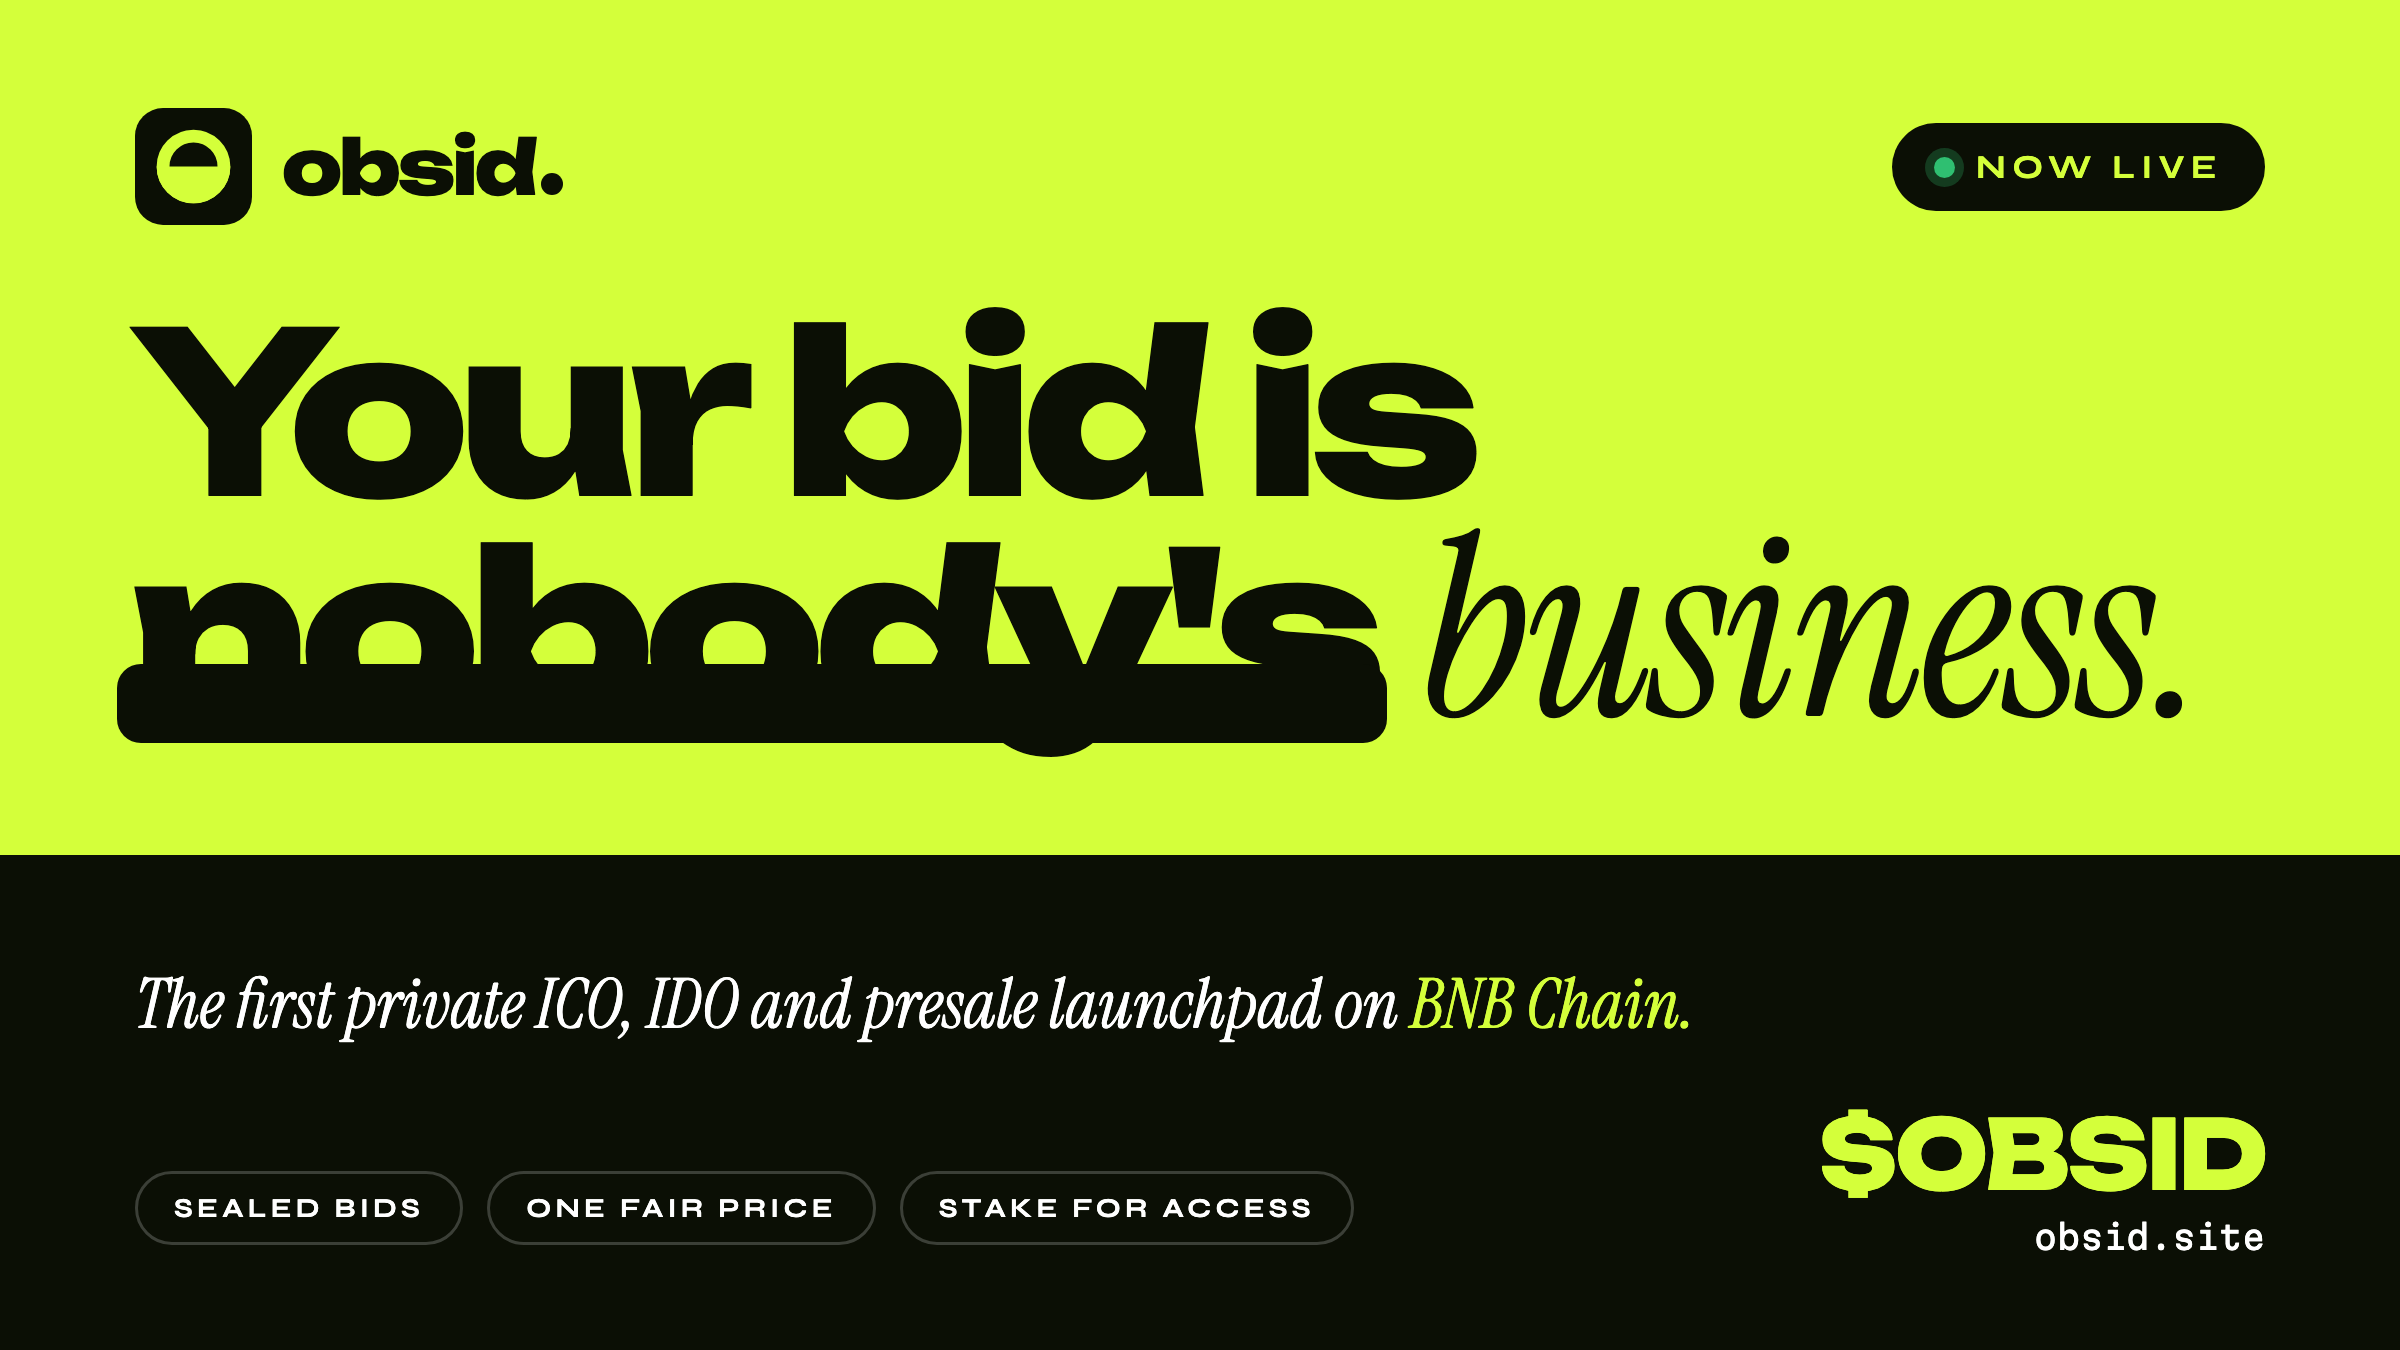 obsid.
NOW LIVE
Your bid is
nobody's business.
The first private ICO, IDO and presale launchpad on BNB Chain.
SEALED BIDS
ONE FAIR PRICE
STAKE FOR ACCESS
$OBSID
obsid.site